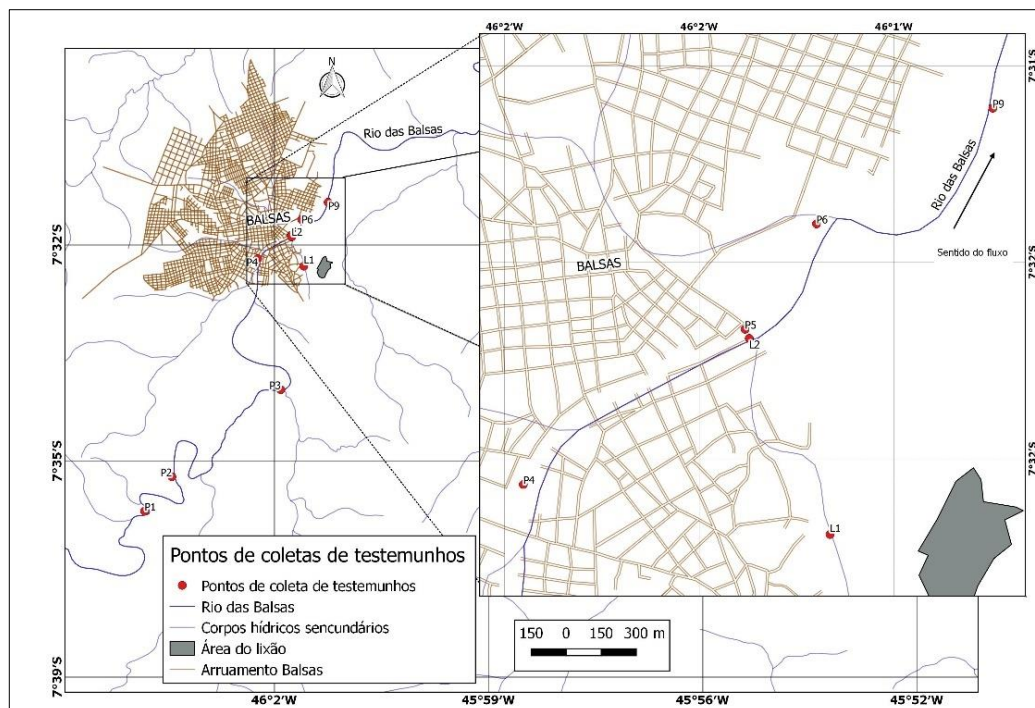 46°2'W
46°2'W
46°1'W
N
7°31'S
P9
Rio das Balsas
Rio das Balsas
P9
BALSAS
P6
L2
P6
7°32'S
P4
L1
Sentido do fluxo
7°32'S
BALSAS
P5
L2
P3
7°35'S
7°32'S
P2
P4
P1
L1
Pontos de coletas de testemunhos
Pontos de coleta de testemunhos
Rio das Balsas
Corpos hídricos sencundários
Área do lixão
Arruamento Balsas
150 0 150 300 m
7°39'S
46°2'W
45°59'W
45°56'W
45°52'W